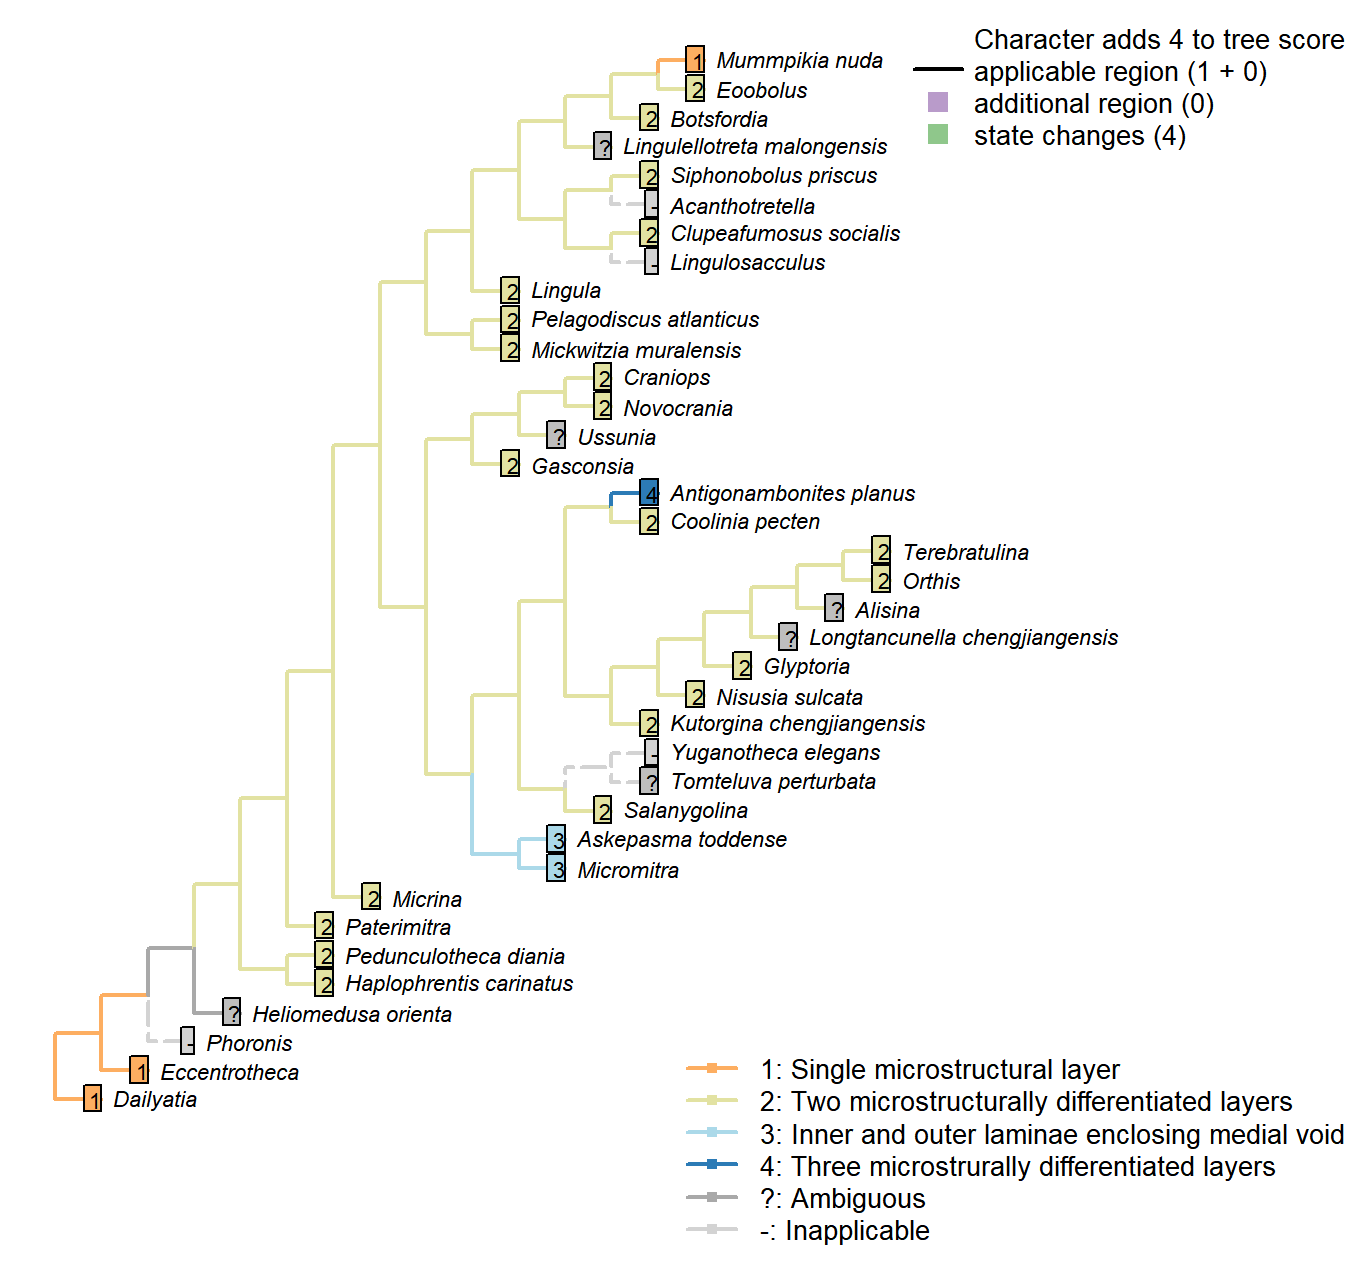 Character adds 4 to tree score
applicable region (1 + 0)
additional region (0)
state changes (4)
1 Mummpikia nuda
2 Eoobolus
2 Botsfordia
? Lingulellotreta malongensis
2 Siphonobolus priscus
- Acanthotretella
2 Clupeafumosus socialis
- Lingulosacculus
2 Lingula
2 Pelagodiscus atlanticus
2 Mickwitzia muralensis
2 Craniops
2 Novocrania
? Ussunia
2 Gasconsia
4 Antigonambonites planus
2 Coolinia pecten
2 Terebratulina
2 Orthis
? Alisina
? Longtancunella chengjiangensis
2 Glyptoria
2 Nisusia sulcata
2 Kutorgina chengjiangensis
- Yuganotheca elegans
? Tomteluva perturbata
2 Salanygolina
3 Askepasma toddense
3 Micromitra
2 Micrina
2 Paterimitra
2 Pedunculotheca diania
2 Haplophrentis carinatus
? Heliomedusa orienta
- Phoronis
1 Eccentrotheca
1 Dailyatia
1: Single microstructural layer
2: Two microstructurally differentiated layers
3: Inner and outer laminae enclosing medial void
4: Three microstrurally differentiated layers
?: Ambiguous
-: Inapplicable